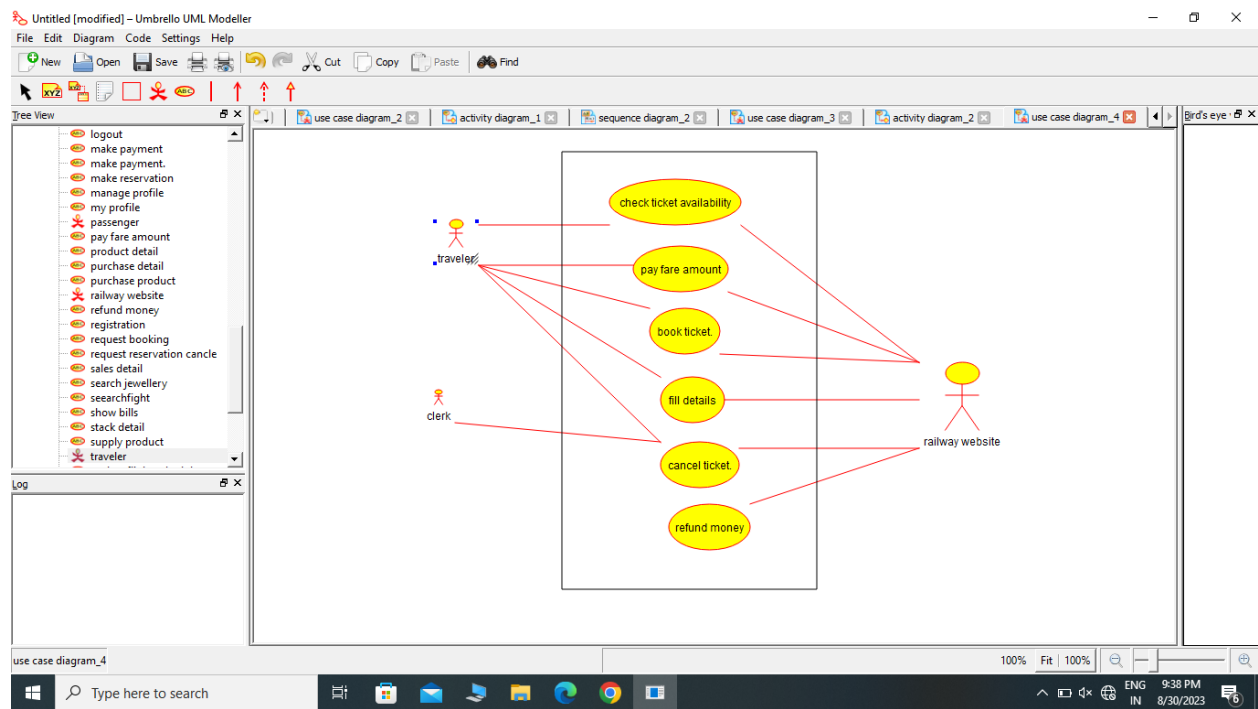 Untitled [modified] – Umbrello UML Modeller
File Edit Diagram Code Settings Help
New Open Save Cut Copy Paste Find
XYZ XYZ ABC
Tree View
use case diagram_2
activity diagram_1
sequence diagram_2
use case diagram_3
activity diagram_2
use case diagram_4
Bird's eye
logout
make payment
make payment.
make reservation
manage profile
my profile
passenger
pay fare amount
product detail
purchase detail
purchase product
railway website
refund money
registration
request booking
request reservation cancle
sales detail
search jewellery
seearchfight
show bills
stack detail
supply product
traveler
Log
check ticket availability
traveler
pay fare amount
book ticket.
clerk
fill details
railway website
cancel ticket.
refund money
use case diagram_4
100% Fit 100%
Type here to search
ENG
IN
9:38 PM
8/30/2023
6